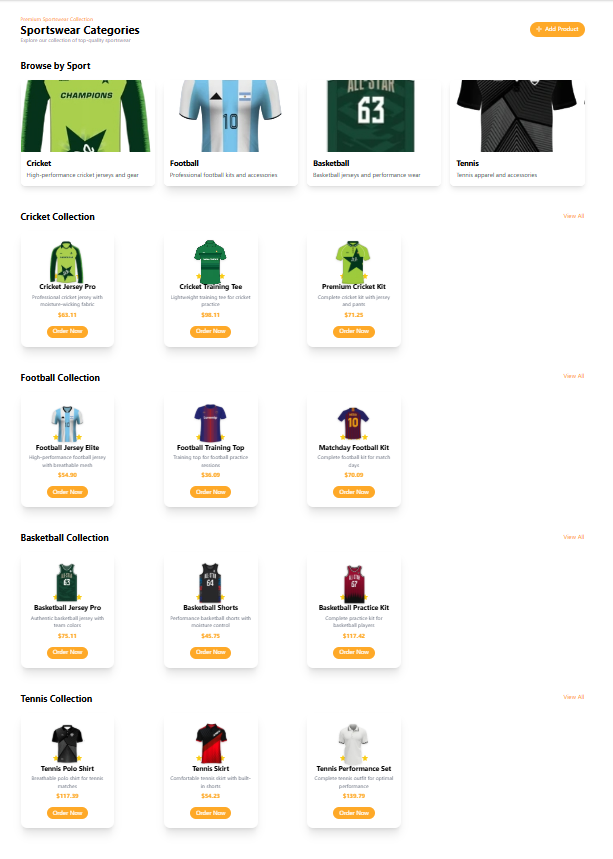 Premium Sportswear Collection
Sportswear Categories
Explore our collection of top-quality sportswear
Add Product
Browse by Sport
CHAMPIONS
10
ALL-STAR
63
Cricket
High-performance cricket jerseys and gear
Football
Professional football kits and accessories
Basketball
Basketball jerseys and performance wear
Tennis
Tennis apparel and accessories
Cricket Collection
View All
Cricket Jersey Pro
Professional cricket jersey with
moisture-wicking fabric
$63.11
Order Now
Cricket Training Tee
Lightweight training tee for cricket
practice
$98.11
Order Now
Premium Cricket Kit
Complete cricket kit with jersey
and pants
$71.25
Order Now
Football Collection
View All
10
Football Jersey Elite
High-performance football jersey
with breathable mesh
Order Now
Football Training Top
Training top for football practice
sessions
Order Now
10
Matchday Football Kit
Complete football kit for match
days
Order Now
Basketball Collection
View All
63
Basketball Jersey Pro
Authentic basketball jersey with
team colors
$75.11
Order Now
64
Basketball Shorts
Performance basketball shorts with
moisture control
$45.75
Order Now
67
Basketball Practice Kit
Complete practice kit for
basketball players
$117.42
Order Now
Tennis Collection
View All
Tennis Polo Shirt
Breathable polo shirt for tennis
matches
Order Now
Tennis Skirt
Comfortable tennis skirt with built-
in shorts
$54.23
Order Now
Tennis Performance Set
Complete tennis outfit for optimal
performance
Order Now